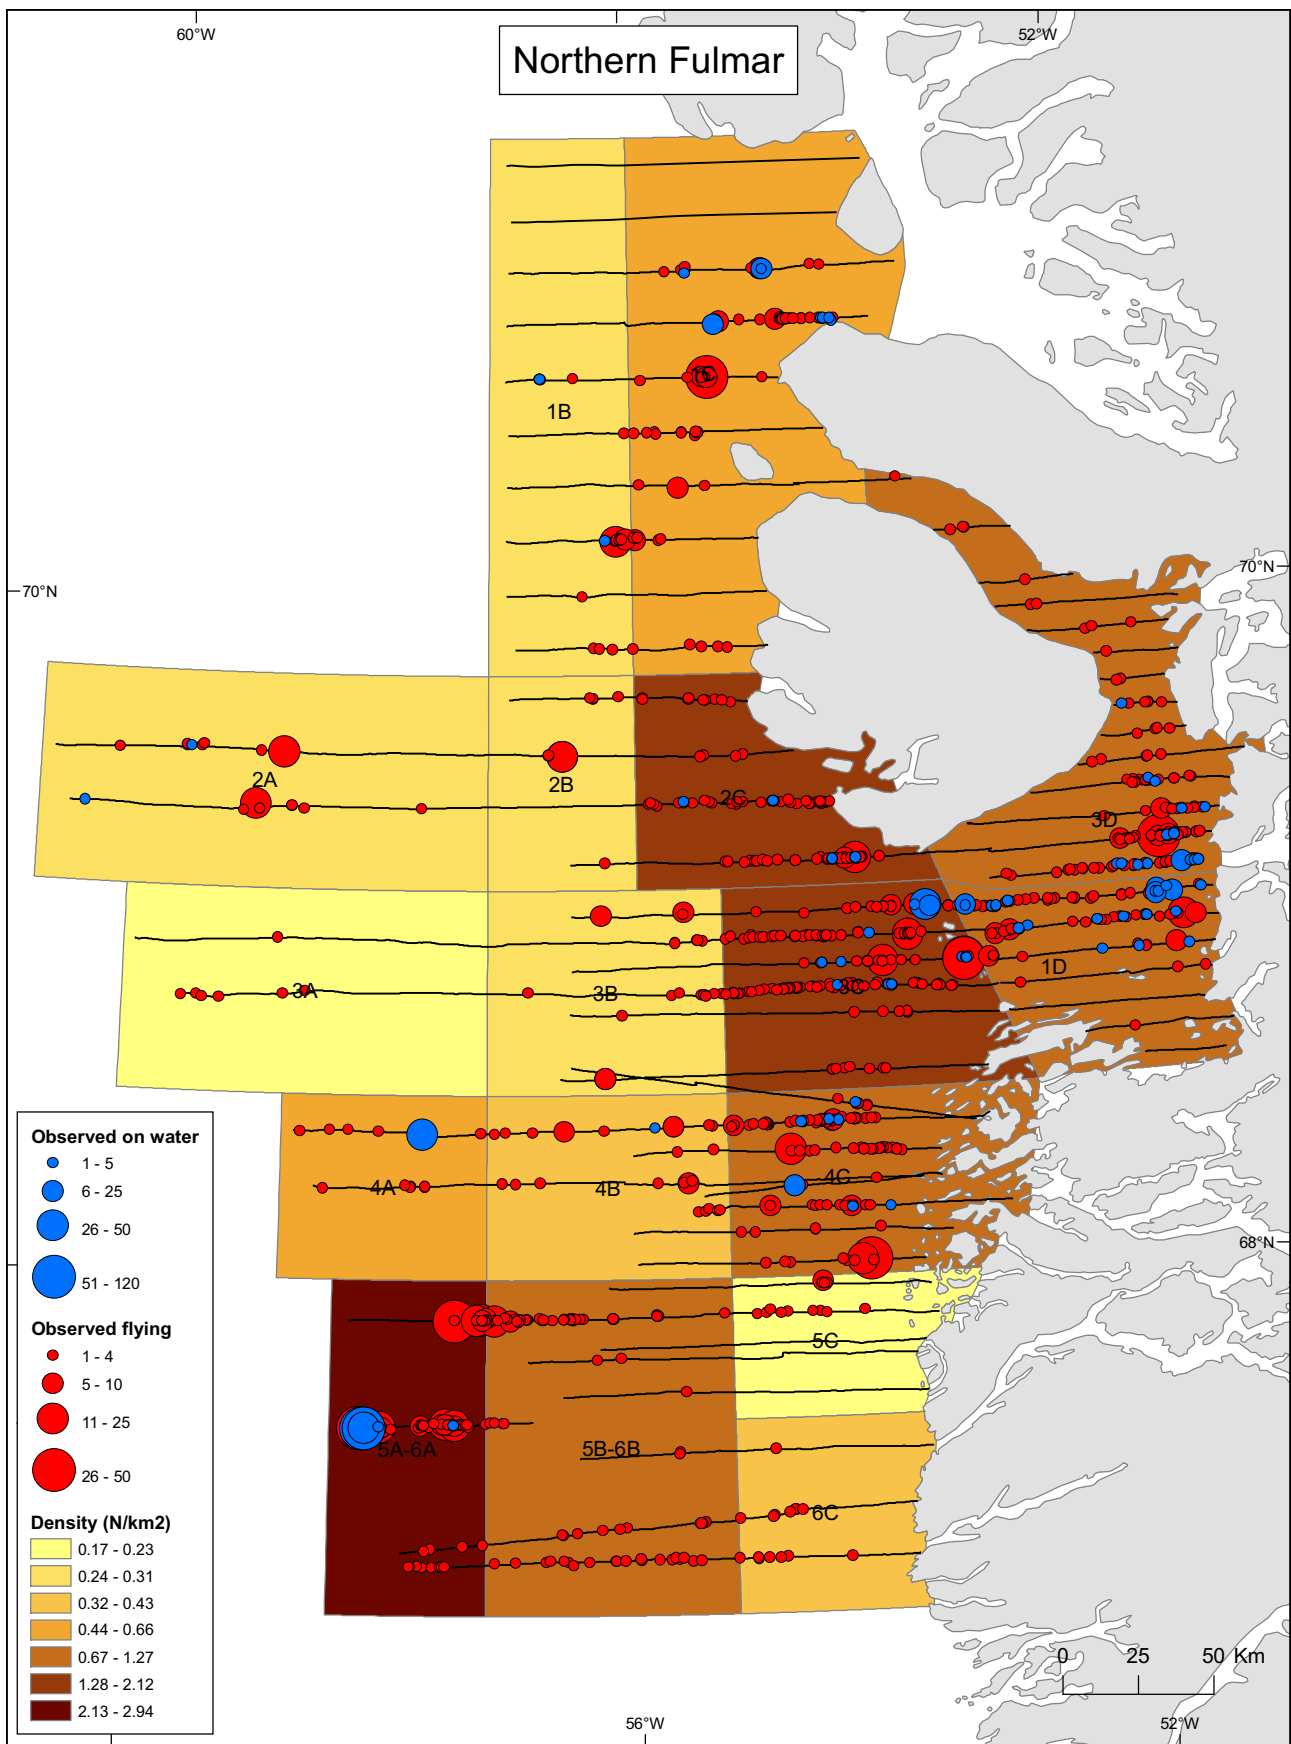 60°W
52°W
Northern Fulmar
1C
1B
70°N
70°N
2A
2B
2C
3D
1D
3A
3B
3C
4A
4B
4C
68°N
5C
5A-6A
5B-6B
6C
Observed on water
1 - 5
6 - 25
26 - 50
51 - 120
Observed flying
1 - 4
5 - 10
11 - 25
26 - 50
Density (N/km2)
0.17 - 0.23
0.24 - 0.31
0.32 - 0.43
0.44 - 0.66
0.67 - 1.27
1.28 - 2.12
2.13 - 2.94
0 25 50 Km
56°W
52°W